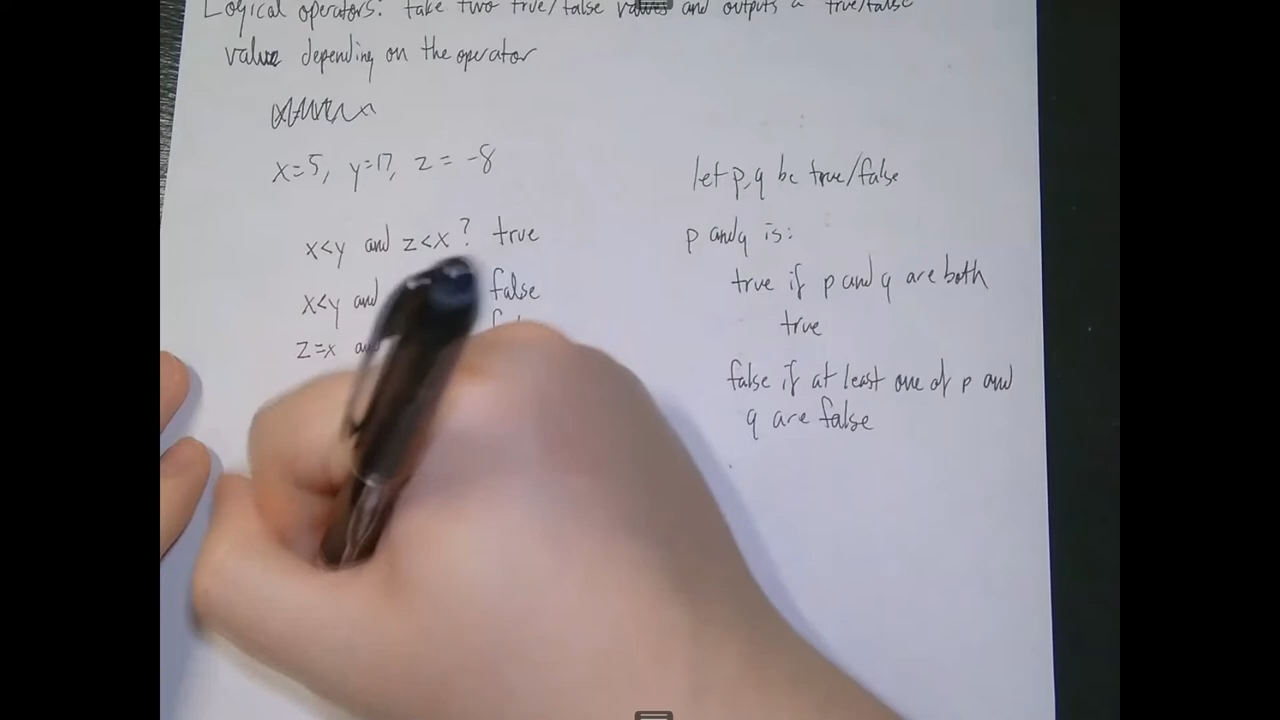 Logical operators: take two true/false values and outputs a true/false
value depending on the operator
x=5, y=17, z = -8
x<y and z<x? true
x<y and false
z=x
let p,q be true/false
p and q is:
true if p and q are both
true
false if at least one of p and
q are false